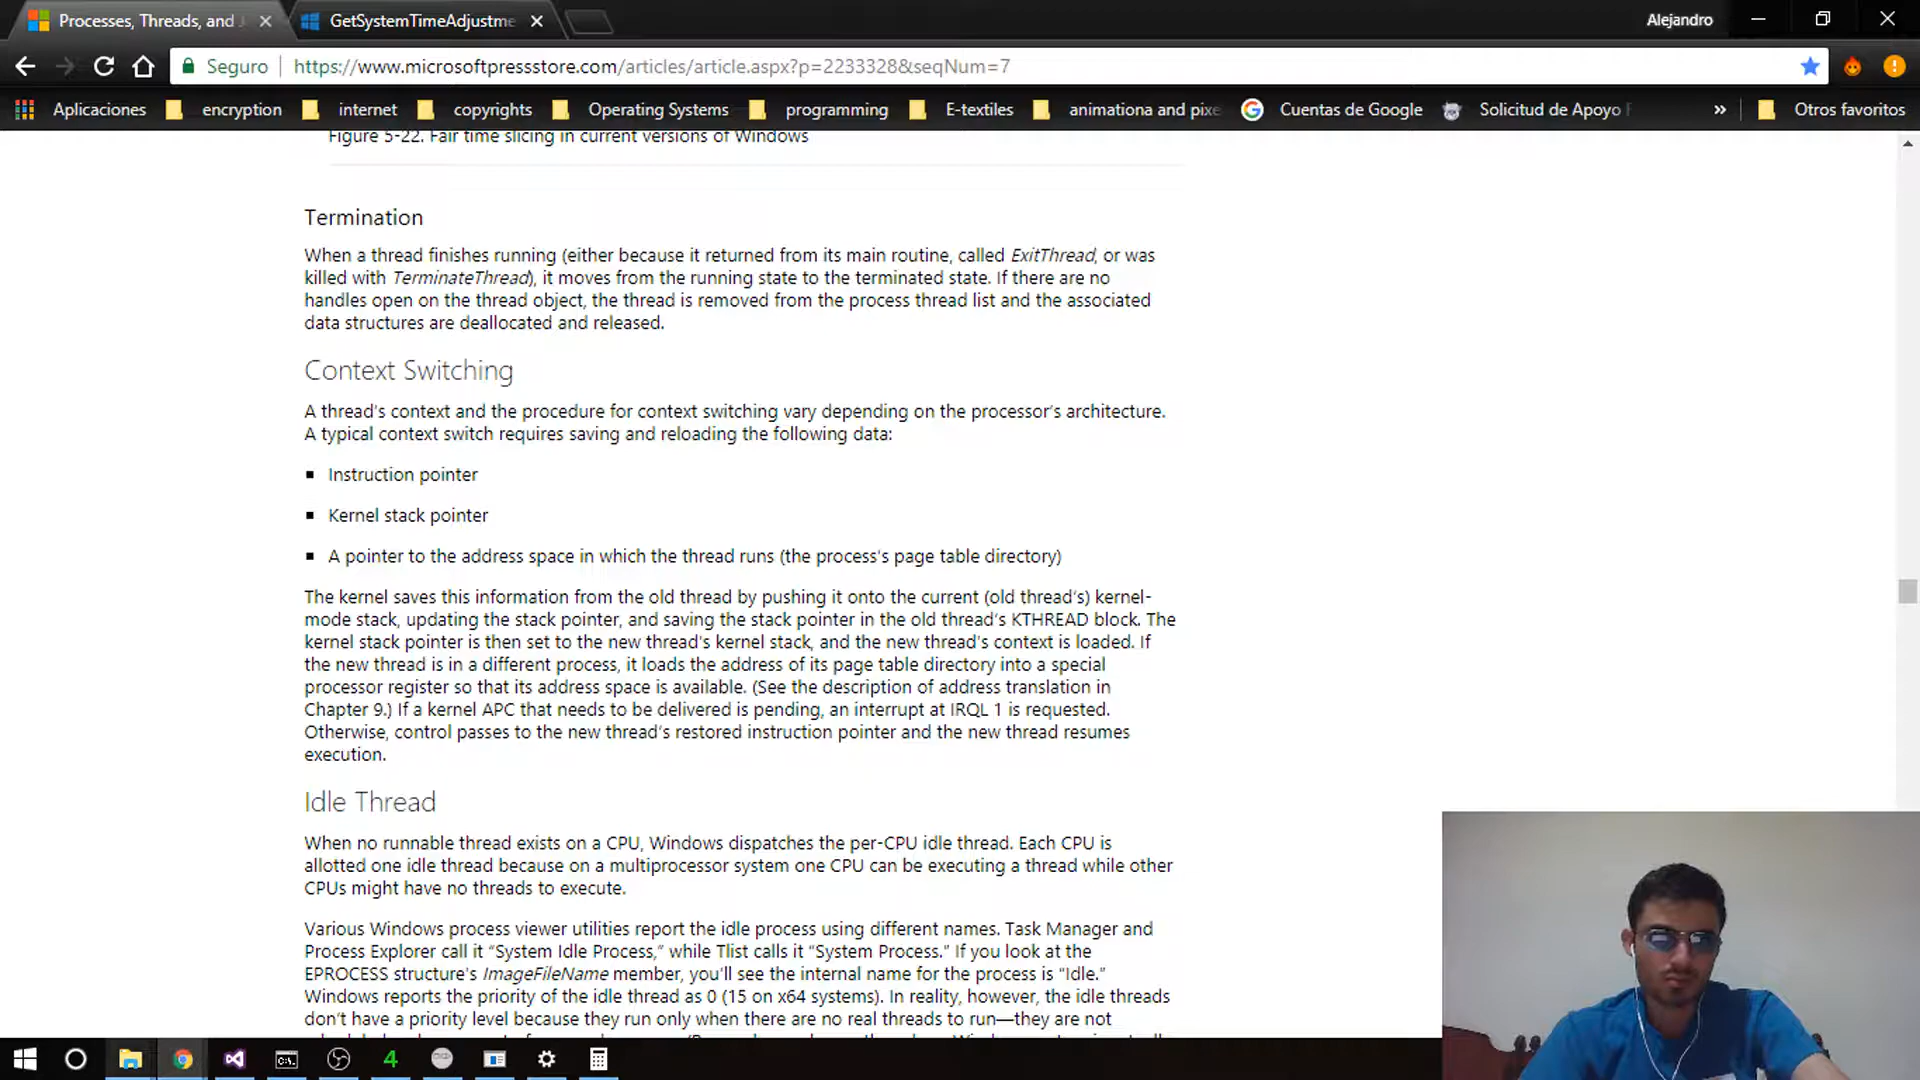 Processes, Threads, and
GetSystemTimeAdjustme
Alejandro
Seguro
https://www.microsoftpressstore.com/articles/article.aspx?p=2233328&seqNum=7
Aplicaciones
encryption
internet
copyrights
Operating Systems
programming
E-textiles
animationa and pixe
Cuentas de Google
Solicitud de Apoyo
»
Otros favoritos
Figure 5-22. Fair time slicing in current versions of Windows
Termination
When a thread finishes running (either because it returned from its main routine, called ExitThread, or was
killed with TerminateThread), it moves from the running state to the terminated state. If there are no
handles open on the thread object, the thread is removed from the process thread list and the associated
data structures are deallocated and released.
Context Switching
A thread's context and the procedure for context switching vary depending on the processor's architecture.
A typical context switch requires saving and reloading the following data:
Instruction pointer
Kernel stack pointer
A pointer to the address space in which the thread runs (the process's page table directory)
The kernel saves this information from the old thread by pushing it onto the current (old thread's) kernel-
mode stack, updating the stack pointer, and saving the stack pointer in the old thread's KTHREAD block. The
kernel stack pointer is then set to the new thread's kernel stack, and the new thread's context is loaded. If
the new thread is in a different process, it loads the address of its page table directory into a special
processor register so that its address space is available. (See the description of address translation in
Chapter 9.) If a kernel APC that needs to be delivered is pending, an interrupt at IRQL 1 is requested.
Otherwise, control passes to the new thread's restored instruction pointer and the new thread resumes
execution.
Idle Thread
When no runnable thread exists on a CPU, Windows dispatches the per-CPU idle thread. Each CPU is
allotted one idle thread because on a multiprocessor system one CPU can be executing a thread while other
CPUs might have no threads to execute.
Various Windows process viewer utilities report the idle process using different names. Task Manager and
Process Explorer call it “System Idle Process,” while Tlist calls it “System Process.” If you look at the
EPROCESS structure's ImageFileName member, you'll see the internal name for the process is “Idle.”
Windows reports the priority of the idle thread as 0 (15 on x64 systems). In reality, however, the idle threads
don't have a priority level because they run only when there are no real threads to run—they are not
4